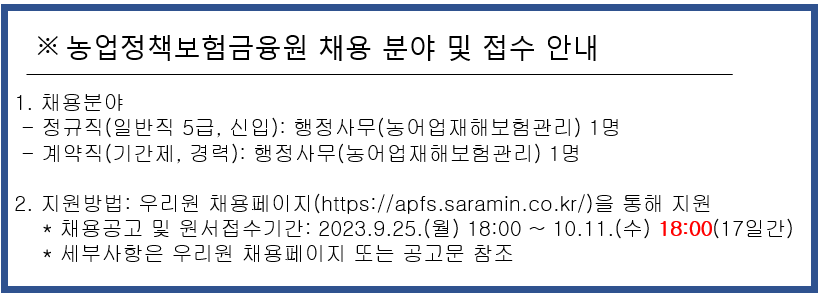 ※ 농업정책보험금융원 채용 분야 및 접수 안내
1. 채용분야
- 정규직(일반직 5급, 신입): 행정사무(농어업재해보험관리) 1명
- 계약직(기간제, 경력): 행정사무(농어업재해보험관리) 1명
2. 지원방법: 우리원 채용페이지(https://apfs.saramin.co.kr/)을 통해 지원
* 채용공고 및 원서접수기간: 2023.9.25.(월) 18:00 ~ 10.11.(수) 18:00(17일간)
* 세부사항은 우리원 채용페이지 또는 공고문 참조